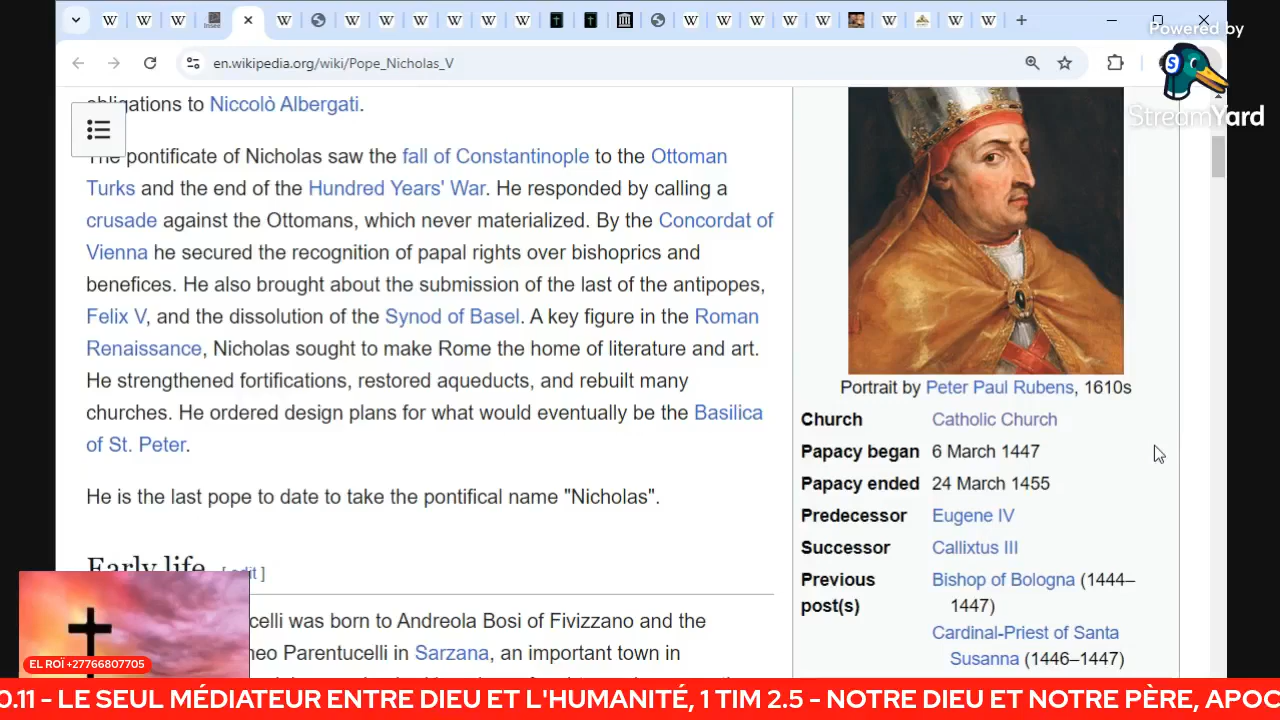 Powered by
StreamYard
en.wikipedia.org/wiki/Pope_Nicholas_V
obligations to Niccolò Albergati.
The pontificate of Nicholas saw the fall of Constantinople to the Ottoman
Turks and the end of the Hundred Years' War. He responded by calling a
crusade against the Ottomans, which never materialized. By the Concordat of
Vienna he secured the recognition of papal rights over bishoprics and
benefices. He also brought about the submission of the last of the antipopes,
Felix V, and the dissolution of the Synod of Basel. A key figure in the Roman
Renaissance, Nicholas sought to make Rome the home of literature and art.
He strengthened fortifications, restored aqueducts, and rebuilt many
churches. He ordered design plans for what would eventually be the Basilica
of St. Peter.
He is the last pope to date to take the pontifical name "Nicholas".
Early life [ edit ]
celli was born to Andreola Bosi of Fivizzano and the
neo Parentucelli in Sarzana, an important town in
Portrait by Peter Paul Rubens, 1610s
Church Catholic Church
Papacy began 6 March 1447
Papacy ended 24 March 1455
Predecessor Eugene IV
Successor Callixtus III
Previous post(s) Bishop of Bologna (1444–
1447)
Cardinal-Priest of Santa
Susanna (1446–1447)
EL ROÏ +27766807705
0.11 - LE SEUL MÉDIATEUR ENTRE DIEU ET L'HUMANITÉ, 1 TIM 2.5 - NOTRE DIEU ET NOTRE PÈRE, APOC